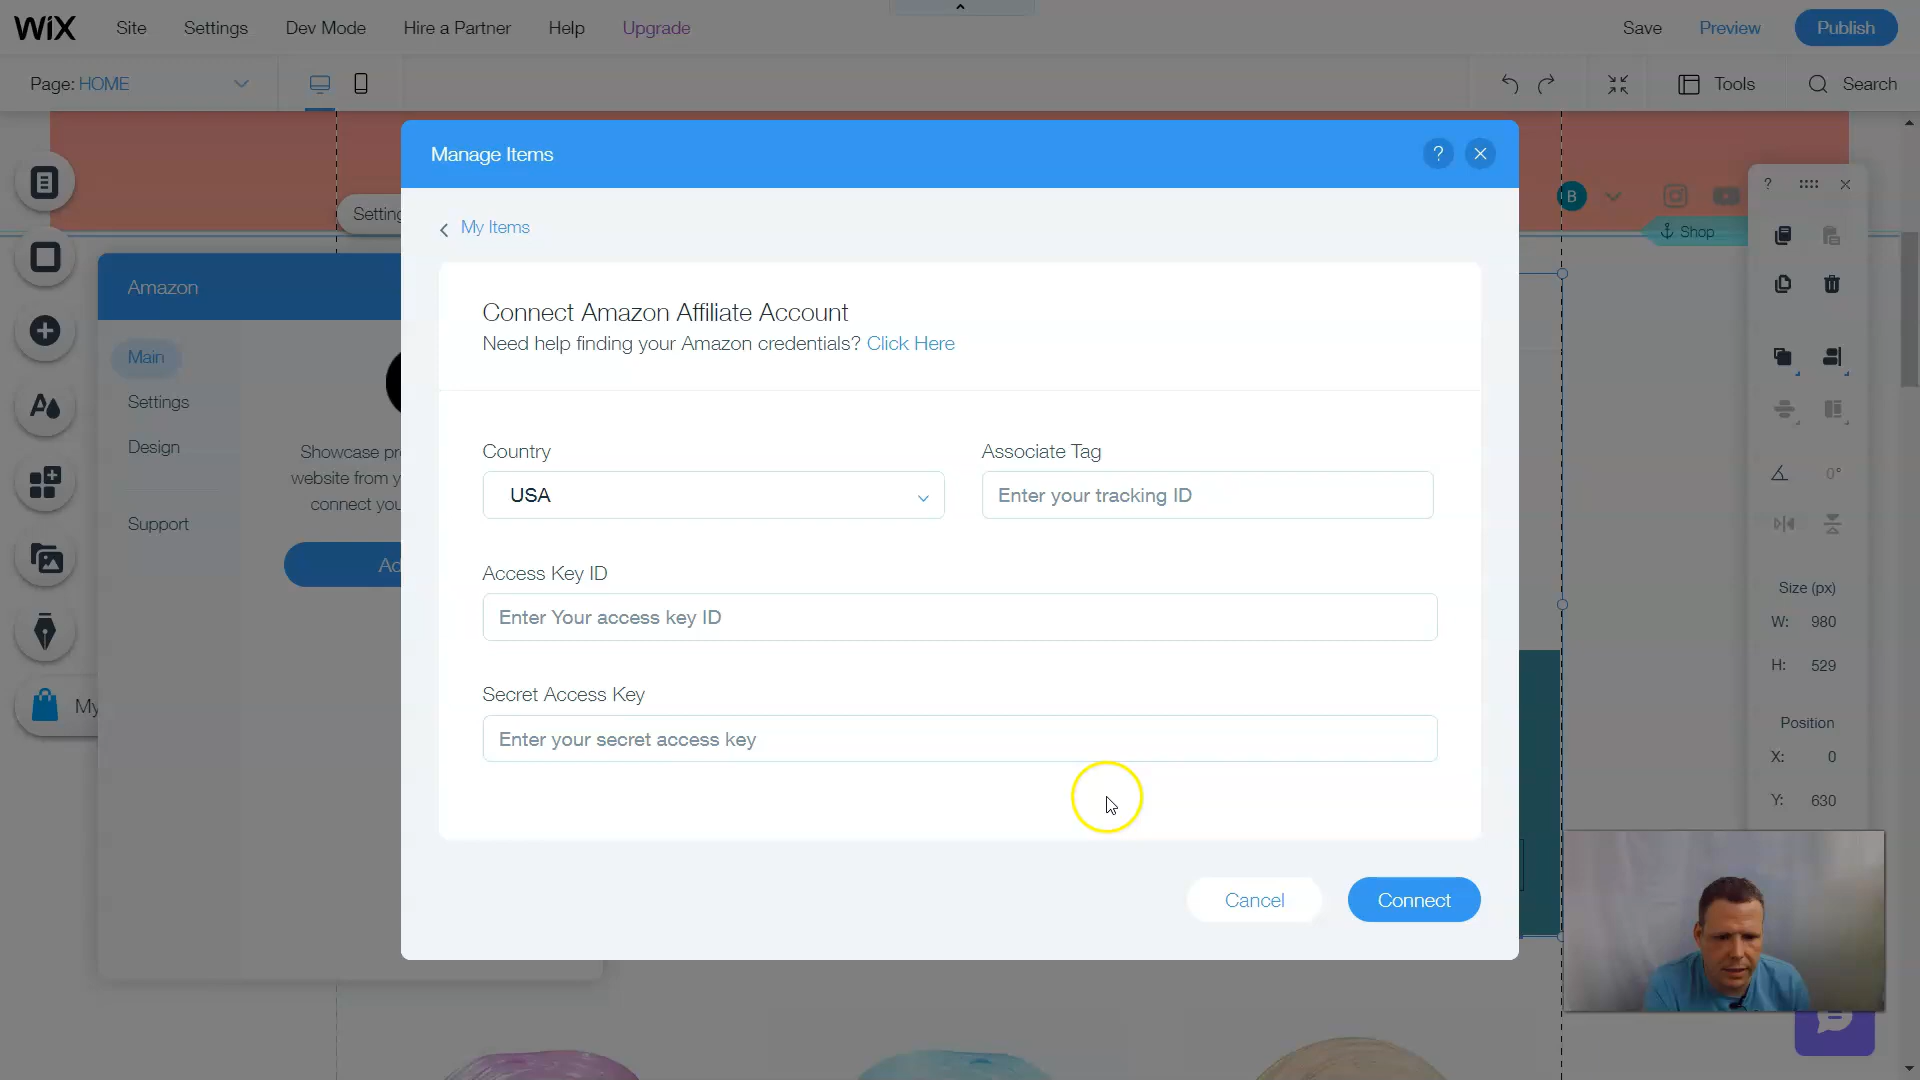 WiX
Site
Settings
Dev Mode
Hire a Partner
Help
Upgrade
Save
Preview
Publish
Page: HOME
Tools
Search
Manage Items
?
My Items
Connect Amazon Affiliate Account
Need help finding your Amazon credentials? Click Here
Country
USA
Associate Tag
Enter your tracking ID
Access Key ID
Enter Your access key ID
Secret Access Key
Enter your secret access key
Cancel
Connect
Setting
Amazon
Main
Settings
Design
Support
Showcase pr
website from y
connect you
Ad
My
B
Shop
?
0°
Size (px)
W: 980
H: 529
Position
X: 0
Y: 630